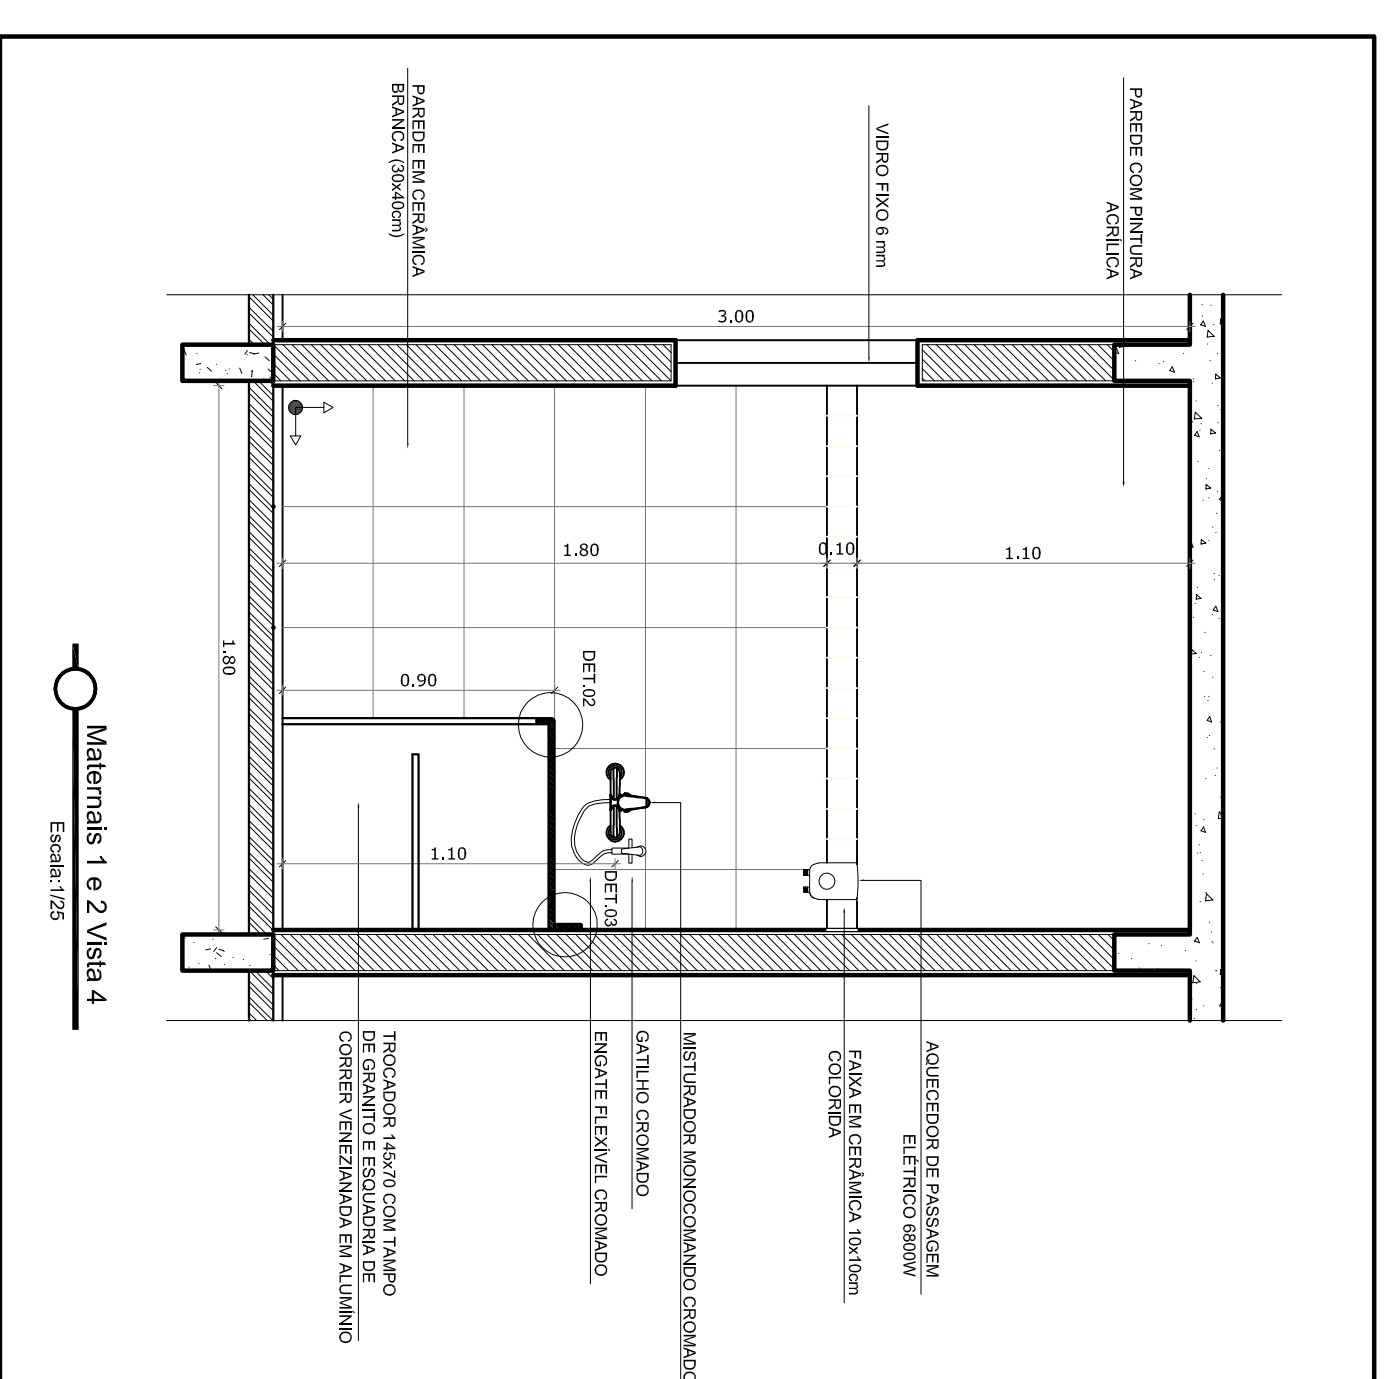 PAREDE COM PINTURA
ACRÍLICA
VIDRO FIXO 6 mm
PAREDE EM CERÂMICA
BRANCA (30x40cm)
3.00
1.80
0.10
1.10
0.90
DET.02
1.10
DET.03
1.80
AQUECEDOR DE PASSAGEM
ELÉTRICO 6800W
FAIXA EM CERÂMICA 10x10cm
COLORIDA
MISTURADOR MONOCOMANDO CROMADO
GATILHO CROMADO
ENGATE FLEXÍVEL CROMADO
TROCADOR 145x70 COM TAMPO
DE GRANITO E ESQUADRIA DE
CORRER VENEZIANADA EM ALUMÍNIO
Maternais 1 e 2 Vista 4
Escala:1/25